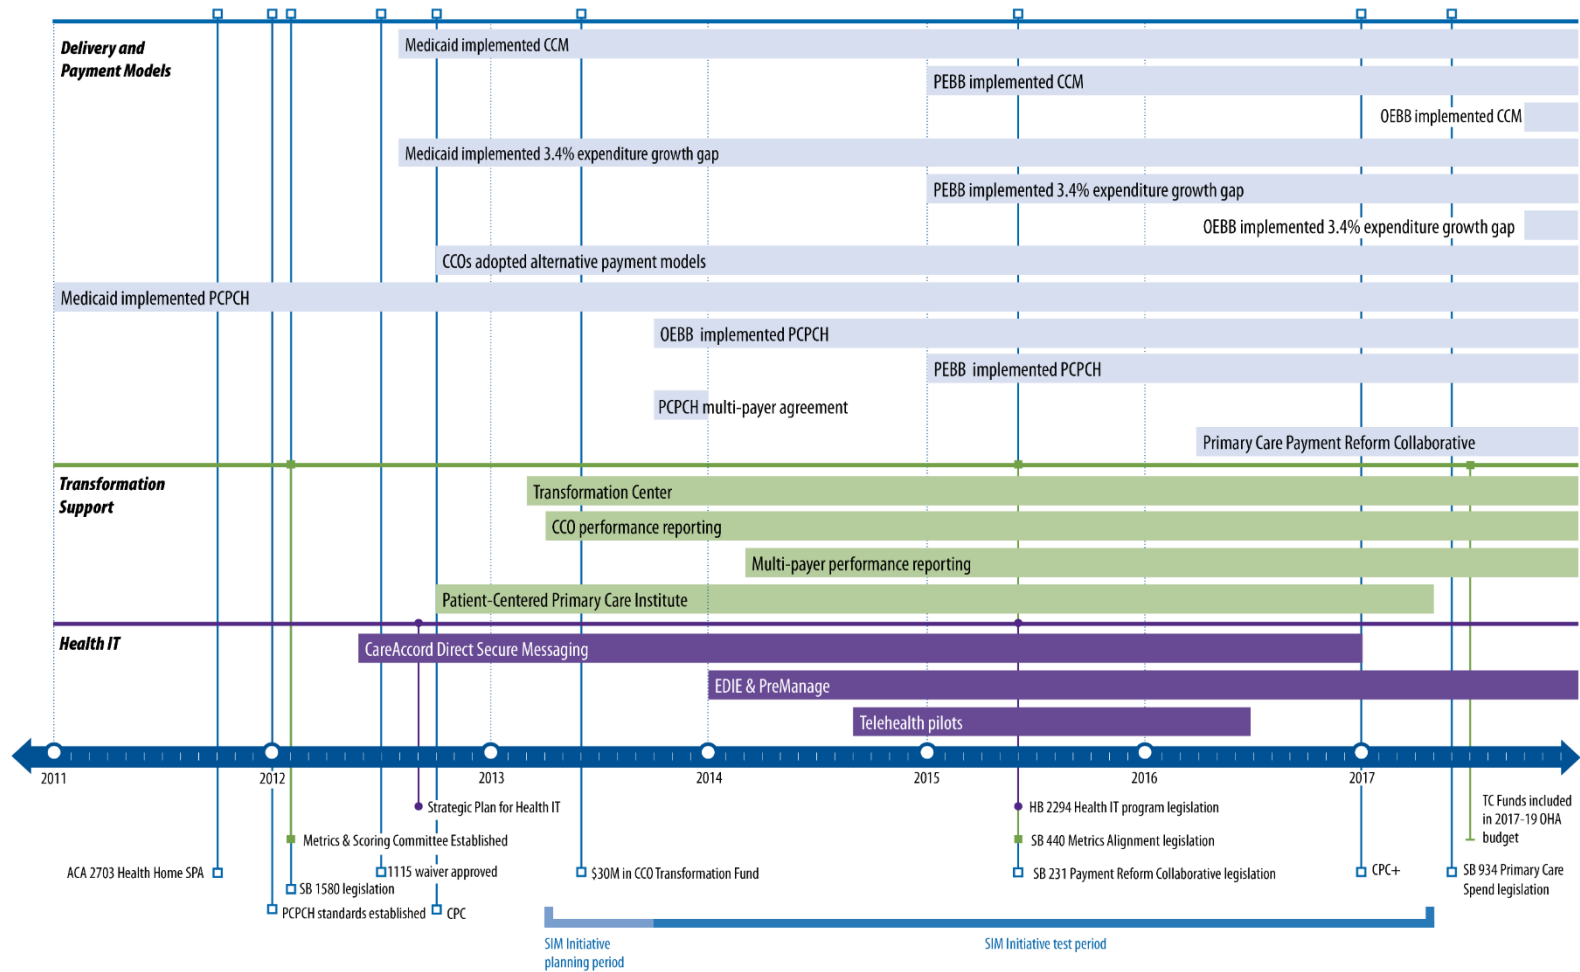 Delivery and
Payment Models
Medicaid implemented CCM
PEBB implemented CCM
OEBB implemented CCM
Medicaid implemented 3.4% expenditure growth gap
PEBB implemented 3.4% expenditure growth gap
OEBB implemented 3.4% expenditure growth gap
CCOs adopted alternative payment models
Medicaid implemented PCPCH
OEBB implemented PCPCH
PEBB implemented PCPCH
PCPCH multi-payer agreement
Primary Care Payment Reform Collaborative
Transformation
Support
Transformation Center
CCO performance reporting
Multi-payer performance reporting
Patient-Centered Primary Care Institute
Health IT
CareAccord Direct Secure Messaging
EDIE & PreManage
Telehealth pilots
2011 2012 2013 2014 2015 2016 2017
Strategic Plan for Health IT
HB 2294 Health IT program legislation
TC Funds included
in 2017-19 OHA
budget
Metrics & Scoring Committee Established
SB 440 Metrics Alignment legislation
ACA 2703 Health Home SPA
1115 waiver approved
$30M in CCO Transformation Fund
SB 231 Payment Reform Collaborative legislation
CPC+
SB 934 Primary Care
Spend legislation
SB 1580 legislation
PCPCH standards established
CPC
SIM Initiative
planning period
SIM Initiative test period